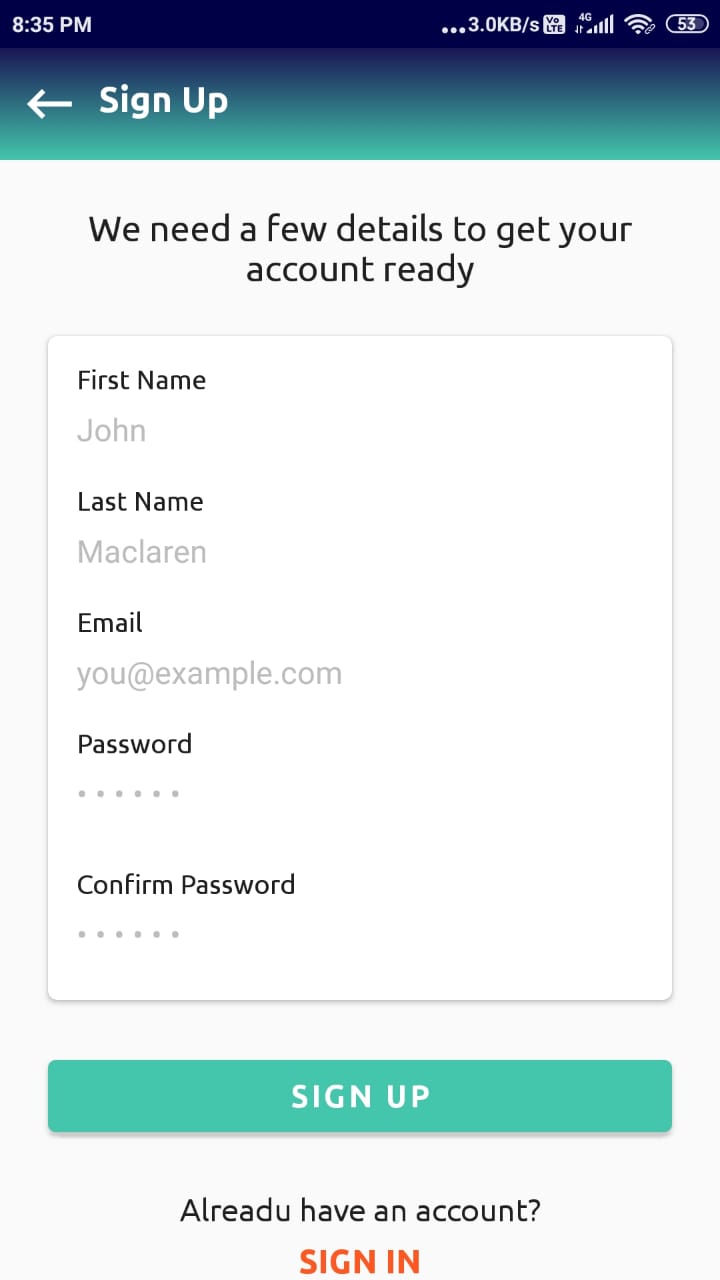 8:35 PM ...3.0KB/s Vo LTE 4G 53
Sign Up
We need a few details to get your
account ready
First Name
John
Last Name
Maclaren
Email
you@example.com
Password
• • • • • •
Confirm Password
• • • • • •
SIGN UP
Alreadu have an account?
SIGN IN